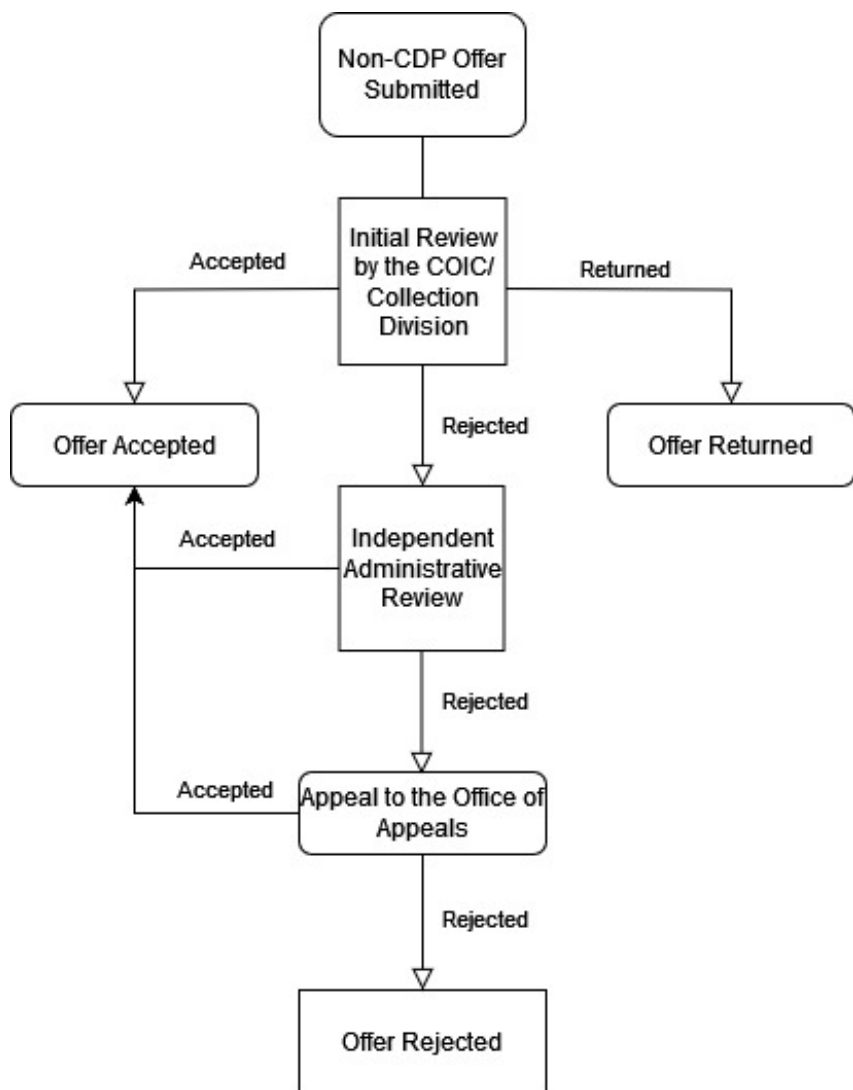 Non-CDP Offer
Submitted
Initial Review
by the COIC/
Collection
Division
Accepted
Returned
Offer Accepted
Rejected
Offer Returned
Independent
Administrative
Review
Accepted
Rejected
Appeal to the Office of
Appeals
Accepted
Rejected
Offer Rejected